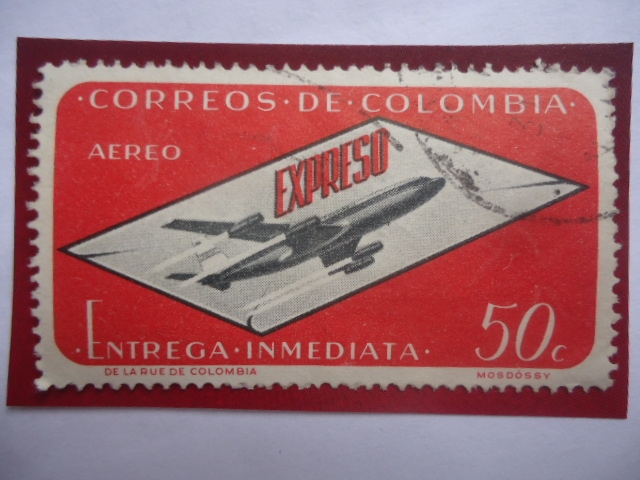 ·CORREOS·DE·COLOMBIA·
AEREO
EXPRESO
·ENTREGA·INMEDIATA·
50c
DE LA RUE DE COLOMBIA
MOSDÓSSY